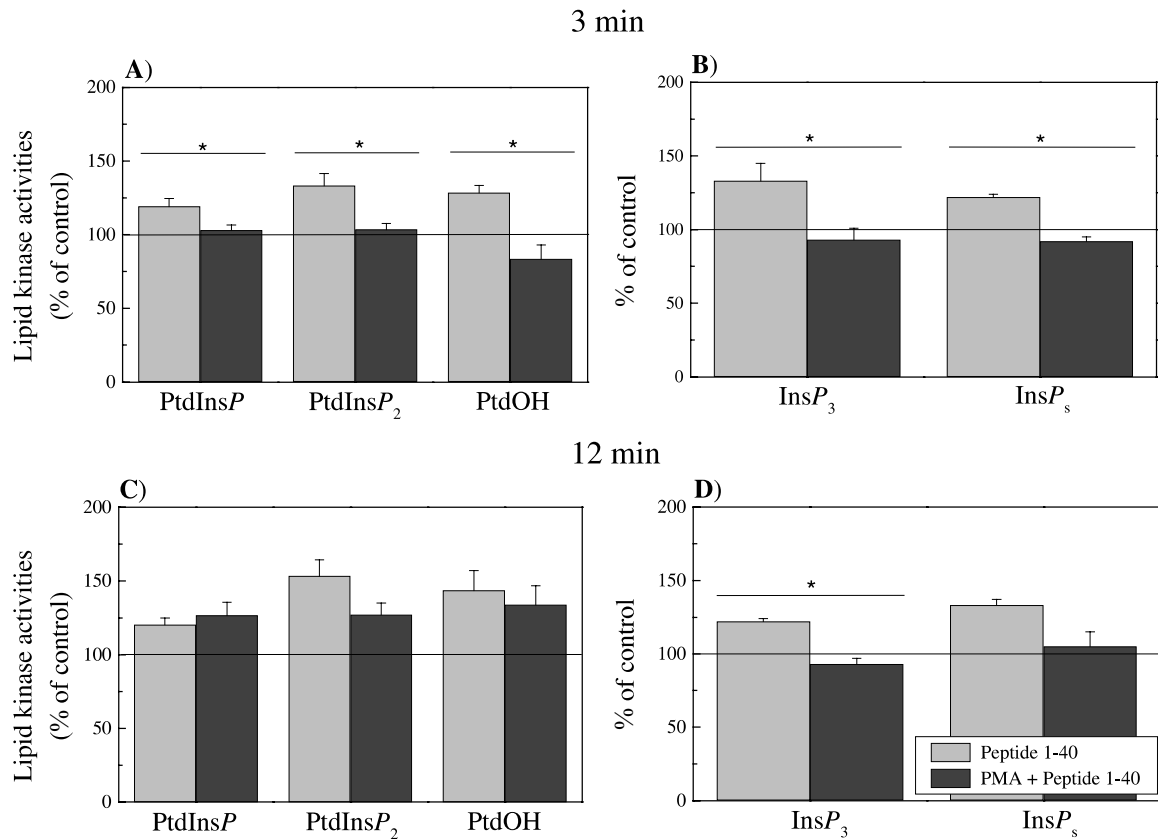 3 min
A)
Lipid kinase activities
(% of control)
200
150
100
50
0
*
*
*
PtdInsP
PtdInsP₂
PtdOH
B)
% of control
200
150
100
50
0
*
*
InsP₃
InsPₛ
12 min
C)
Lipid kinase activities
(% of control)
200
150
100
50
0
PtdInsP
PtdInsP₂
PtdOH
D)
% of control
200
150
100
50
0
*
Peptide 1-40
PMA + Peptide 1-40
InsP₃
InsPₛ